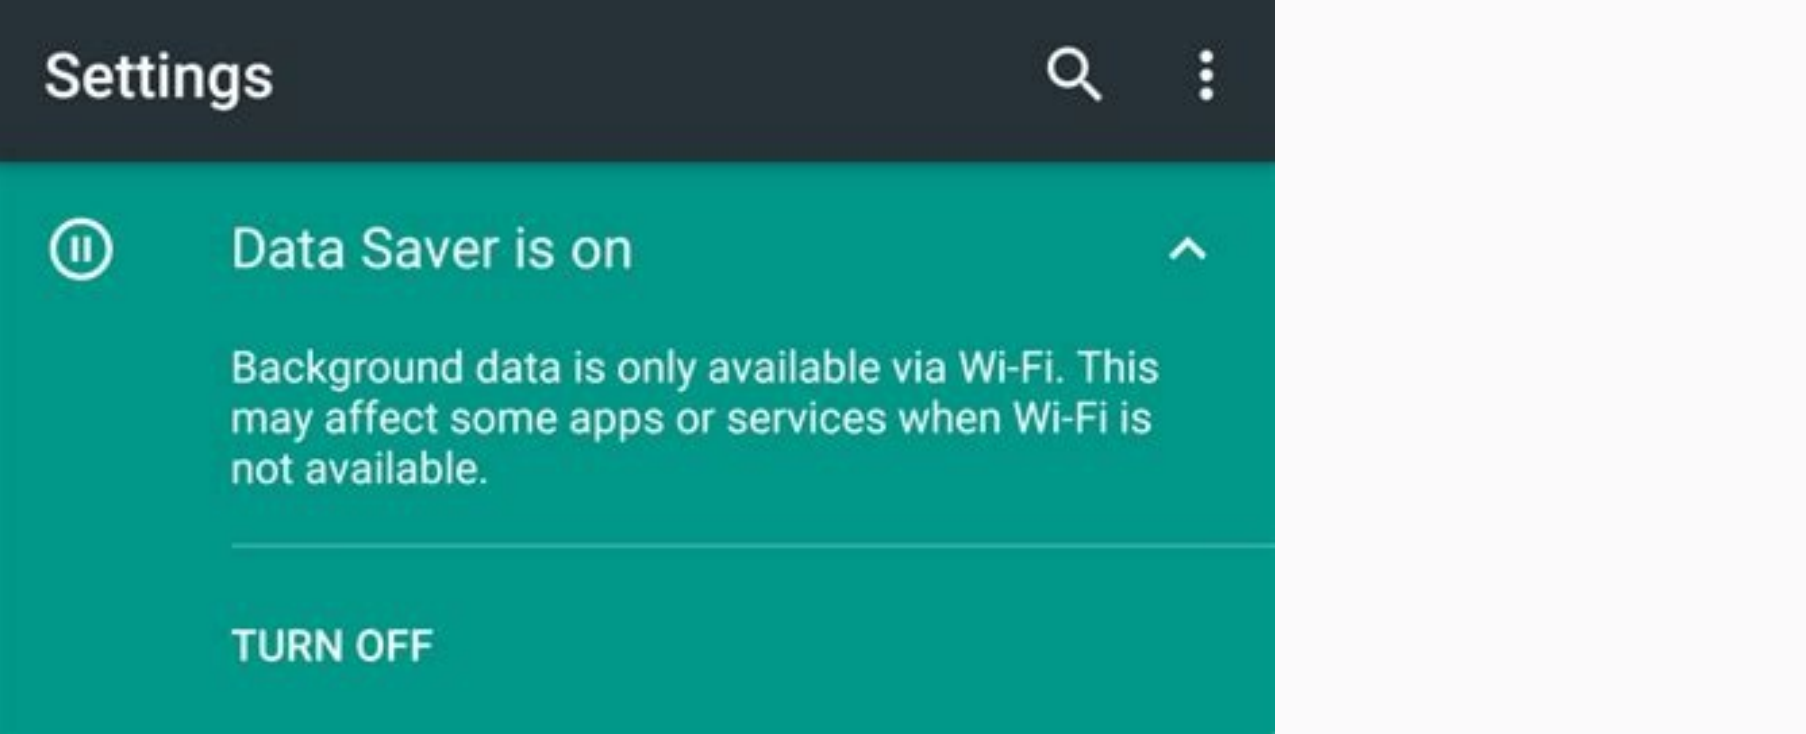 Settings
Data Saver is on
Background data is only available via Wi-Fi. This
may affect some apps or services when Wi-Fi is
not available.
TURN OFF